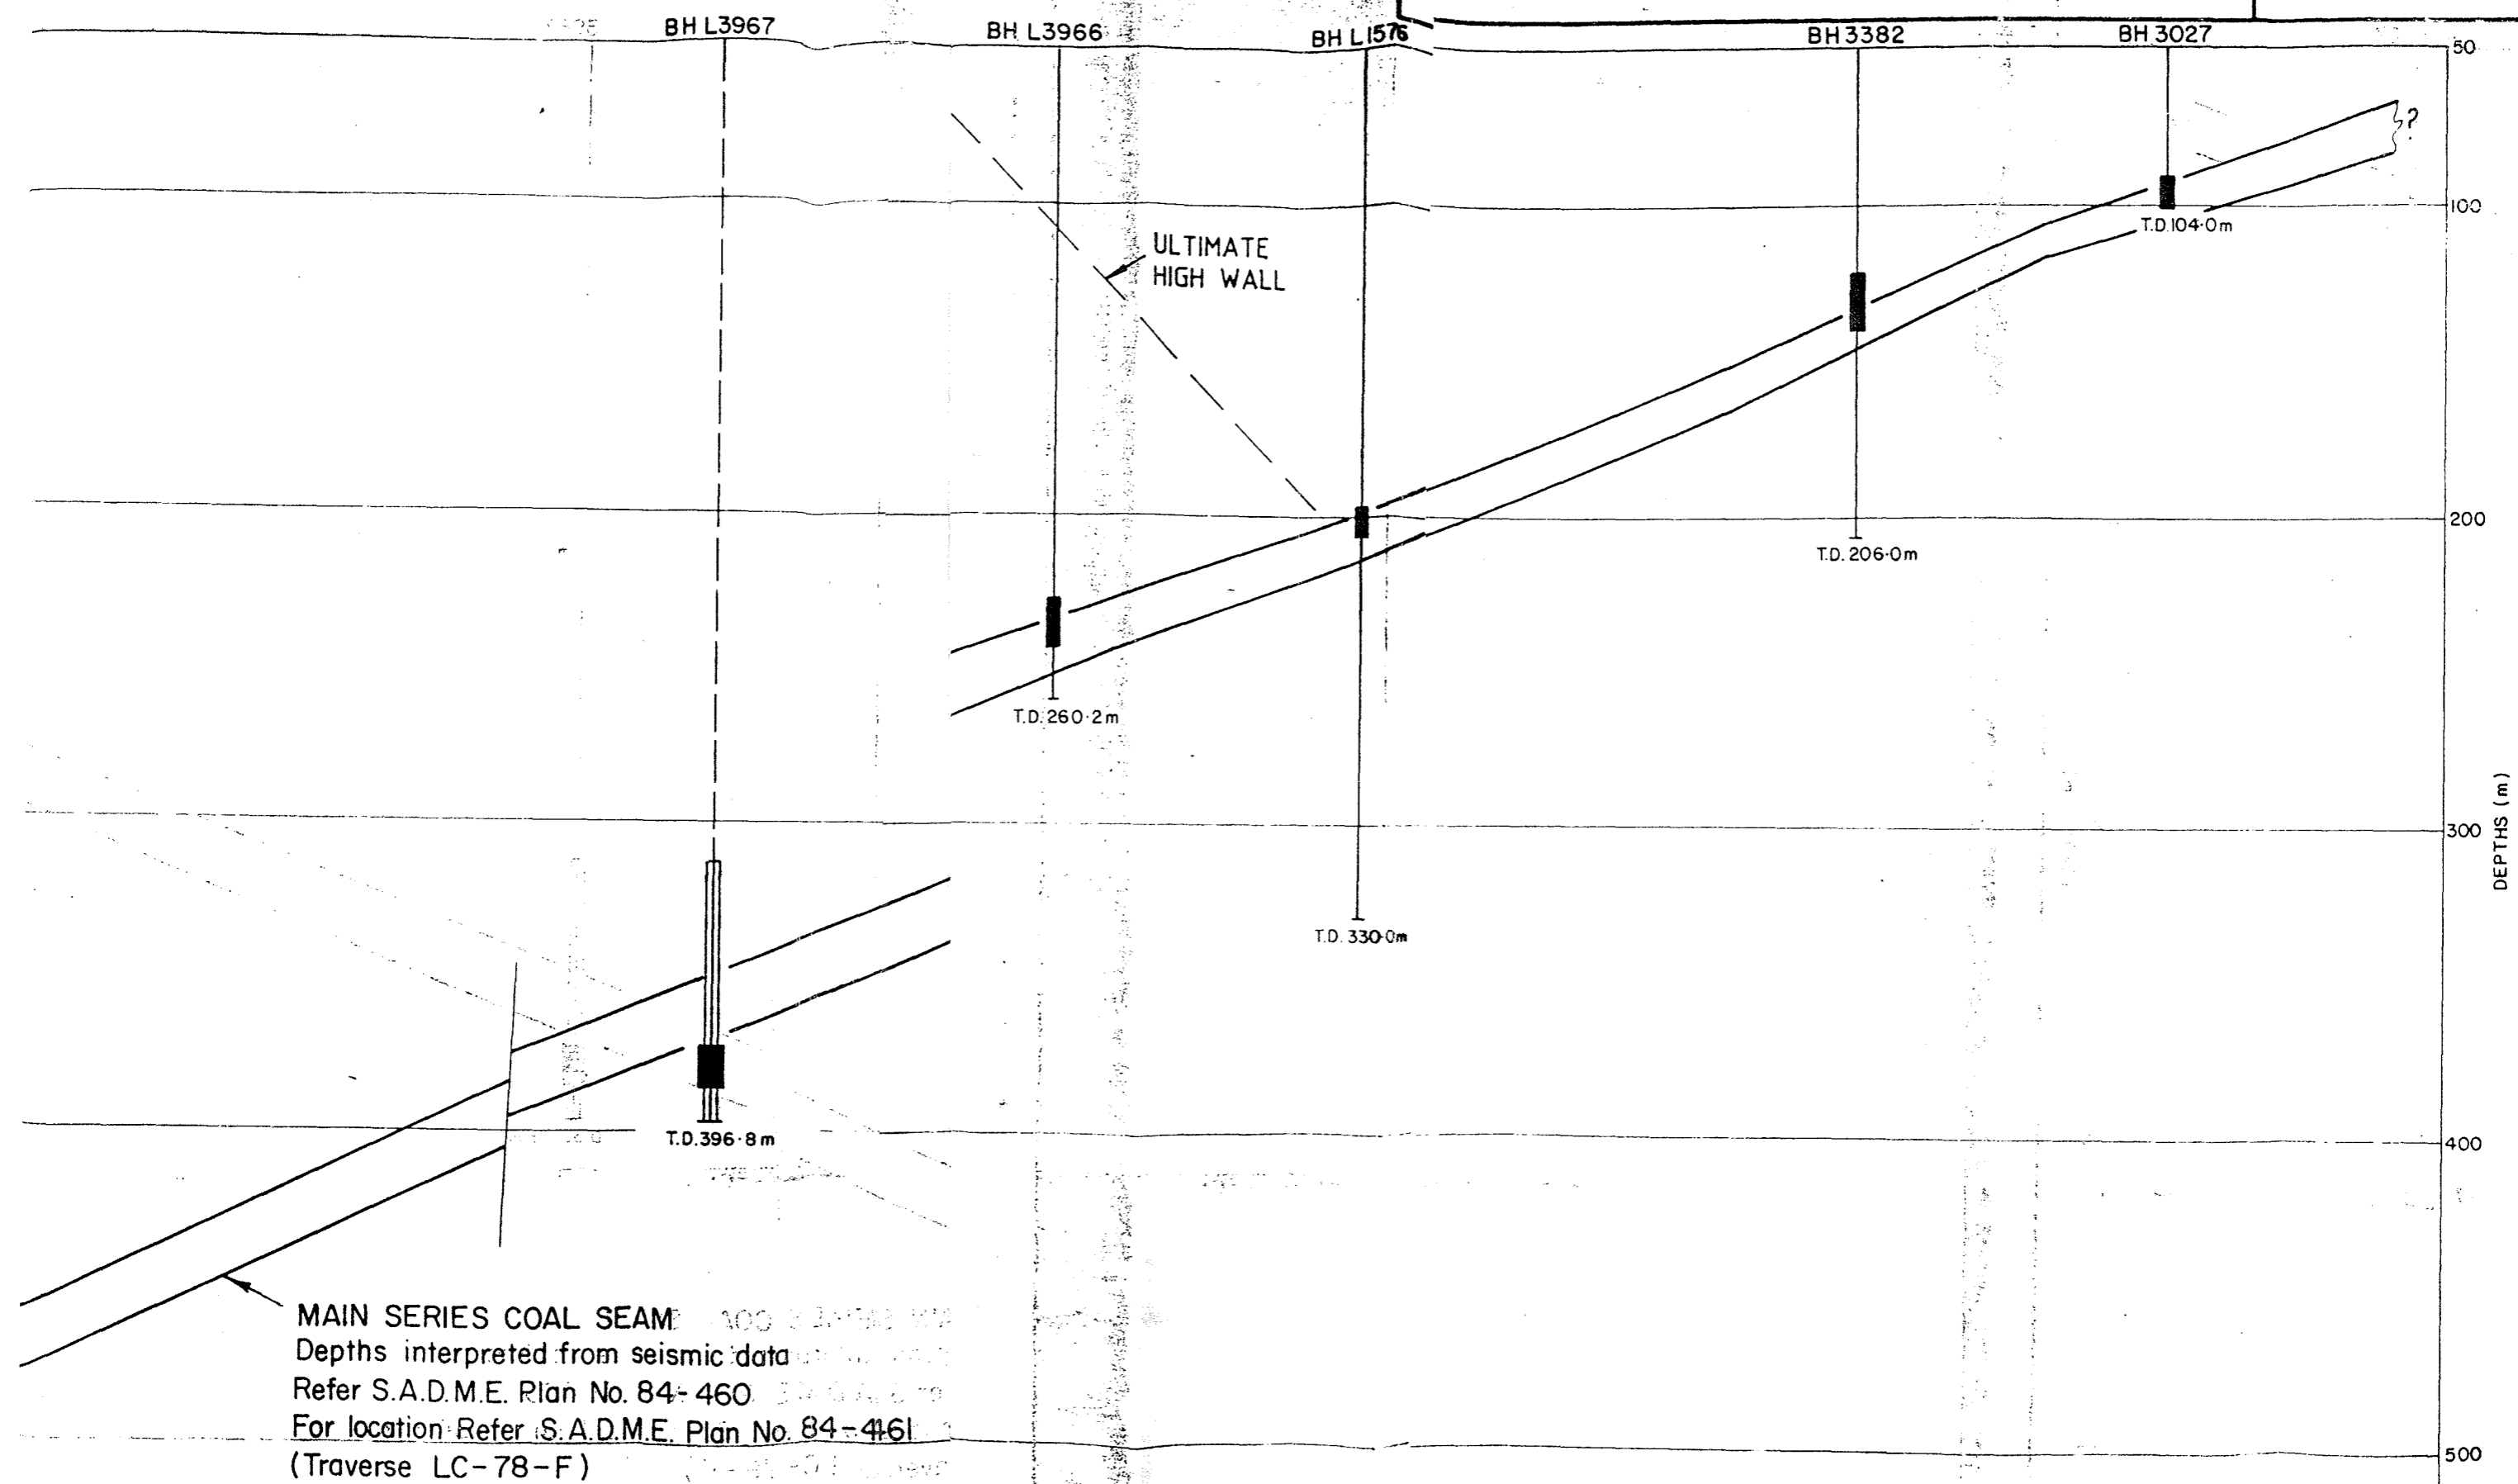 BH L3967
BH L3966
BH L1576
BH 3382
BH 3027
50
?
100
T.D.104·0m
ULTIMATE
HIGH WALL
200
T.D. 206·0m
T.D. 260·2m
300
DEPTHS (m)
T.D. 330·0m
T.D. 396·8m
400
MAIN SERIES COAL SEAM
Depths interpreted from seismic data
Refer S.A.D.M.E. Plan No. 84-460
For location Refer S.A.D.M.E. Plan No. 84-461
(Traverse LC-78-F)
500